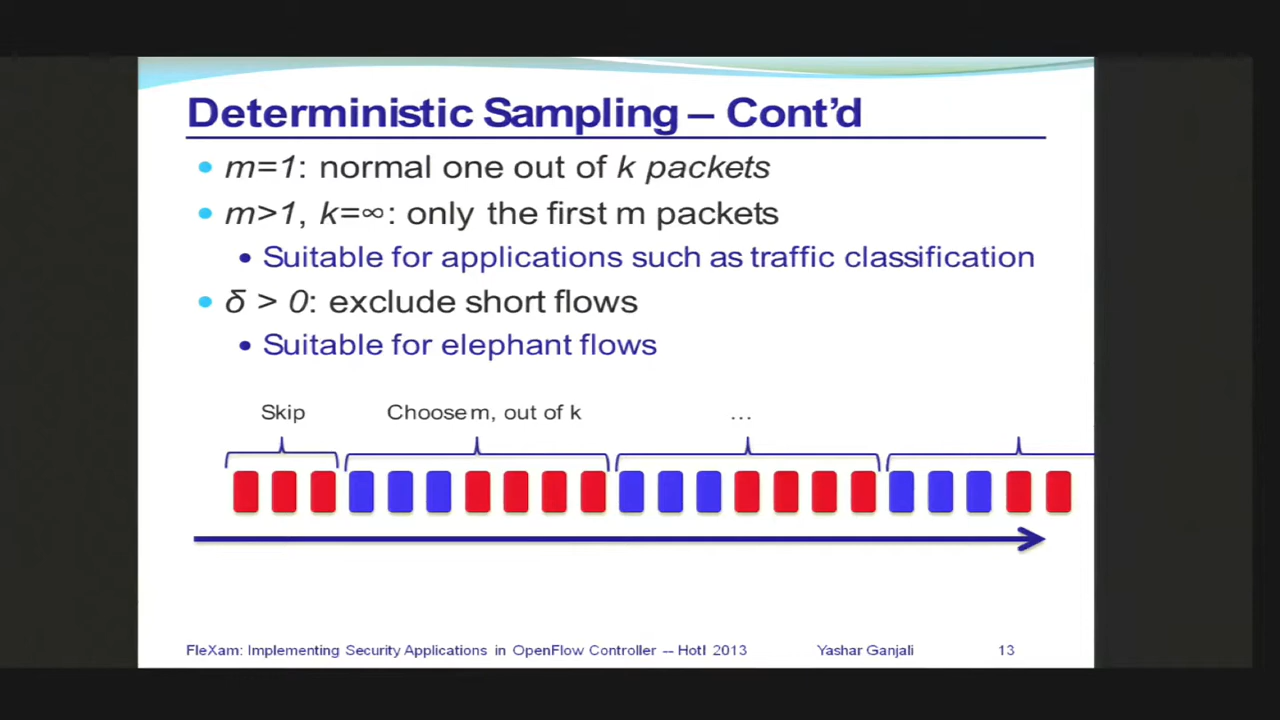 Deterministic Sampling – Cont’d
• m=1: normal one out of k packets
• m>1, k=∞: only the first m packets
• Suitable for applications such as traffic classification
• δ > 0: exclude short flows
• Suitable for elephant flows
Skip Choose m, out of k …
FleXam: Implementing Security Applications in OpenFlow Controller -- HotI 2013 Yashar Ganjali 13